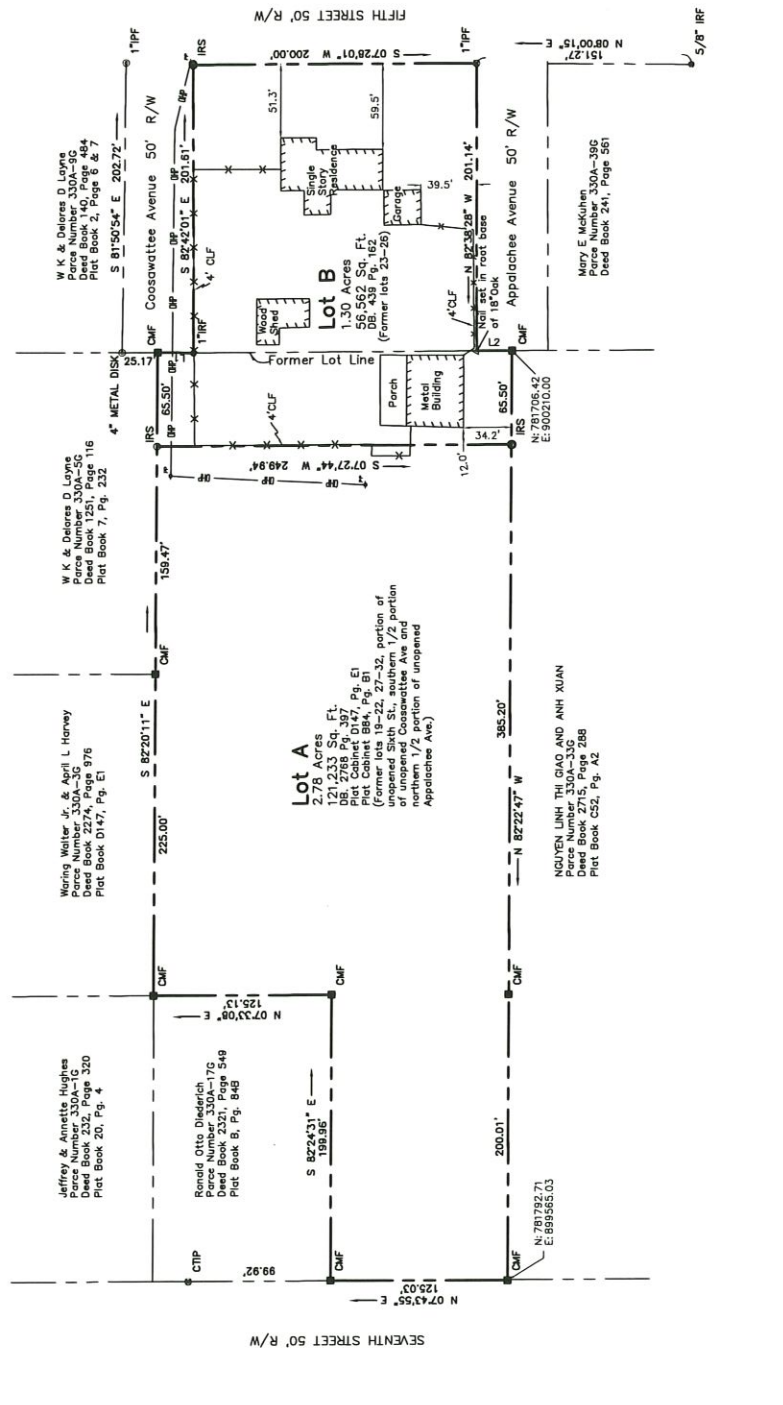 SEVENTH STREET 50' R/W
FIFTH STREET 50' R/W
Jeffrey & Annette Hughes
Parce Number 330A-1G
Deed Book 232, Page 320
Plat Book 20, Pg. 4
Waring Walter Jr. & April L Harvey
Parce Number 330A-3G
Deed Book 2274, Page 976
Plat Book D147, Pg. E1
W K & Delores D Layne
Parce Number 330A-5G
Deed Book 1251, Page 116
Plat Book 7, Pg. 232
W K & Delores D Layne
Parce Number 330A-9G
Deed Book 140, Page 484
Plat Book 2, Page 6 & 7
S 81°50'54" E 202.72'
1"IPF
4" METAL DISK
25.17'
Coosawattee Avenue 50' R/W
CMF
225.00'
S 82°20'11" E
CMF
159.47'
IRS
65.50'
CMF
OHP
OHP
OHP
OHP
1"IRF
S 82°42'01" E 201.61'
4' CLF
IRS
Ronald Otto Diederich
Parce Number 330A-17G
Deed Book 2321, Page 549
Plat Book B, Pg. 84B
CTIP
99.92'
N 07°33'08" E
125.13'
CMF
S 82°24'31" E
199.96'
CMF
N 07°43'55" E
125.03'
CMF
200.01'
CMF
N: 781792.71
E: 899565.03
Lot A
2.78 Acres
121,233 Sq. Ft.
DB. 2768 Pg. 397
Plat Cabinet D147, Pg. E1
Plat Cabinet B84, Pg. B1
(Former lots 19-22, 27-32, portion of
unopened Sixth St., southern 1/2 portion
of unopened Coosawattee Ave and
northern 1/2 portion of unopened
Appalachee Ave.)
OHP
OHP
OHP
S 07°27'44" W 249.94'
4'CLF
Former Lot Line
Wood
Shed
Lot B
1.30 Acres
56,562 Sq. Ft.
DB. 439 Pg. 162
(Former lots 23-26)
Single
Story
Residence
Garage
51.3'
59.5'
39.5'
S 07°28'01" W
200.00'
Porch
Metal
Building
12.0'
34.2'
N 82°22'47" W
385.20'
IRS
65.50'
CMF
L2
4'CLF
N 82°38'28" W 201.14'
Nail set in root base
of 18"Oak
1"IPF
N: 781706.42
E: 900210.00
Appalachee Avenue 50' R/W
N 08°00'15" E
151.27'
5/8" IRF
NGUYEN LINH THI GIAO AND ANH XUAN
Parce Number 330A-33G
Deed Book 2715, Page 288
Plat Book C52, Pg. A2
Mary E McKuhen
Parce Number 330A-39G
Deed Book 241, Page 561